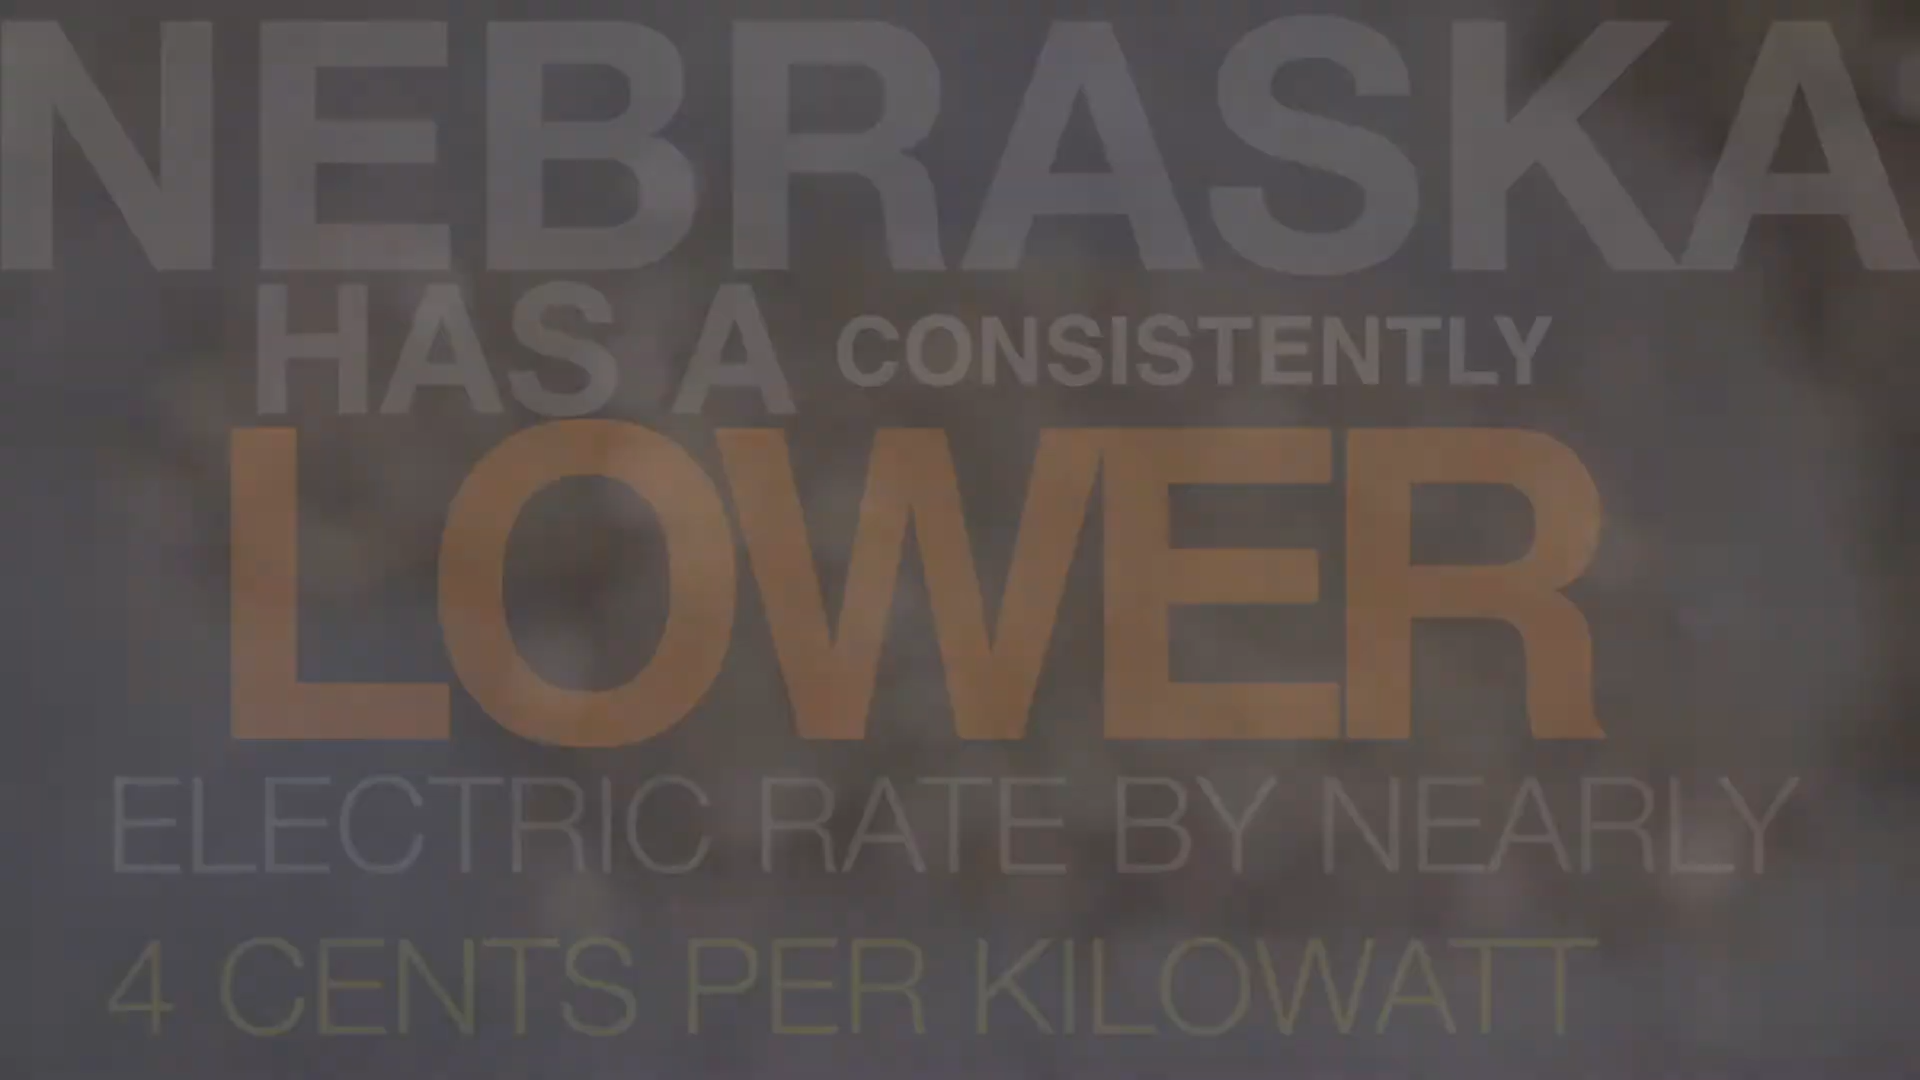 NEBRASKA
HAS A CONSISTENTLY
LOWER
ELECTRIC RATE BY NEARLY
4 CENTS PER KILOWATT